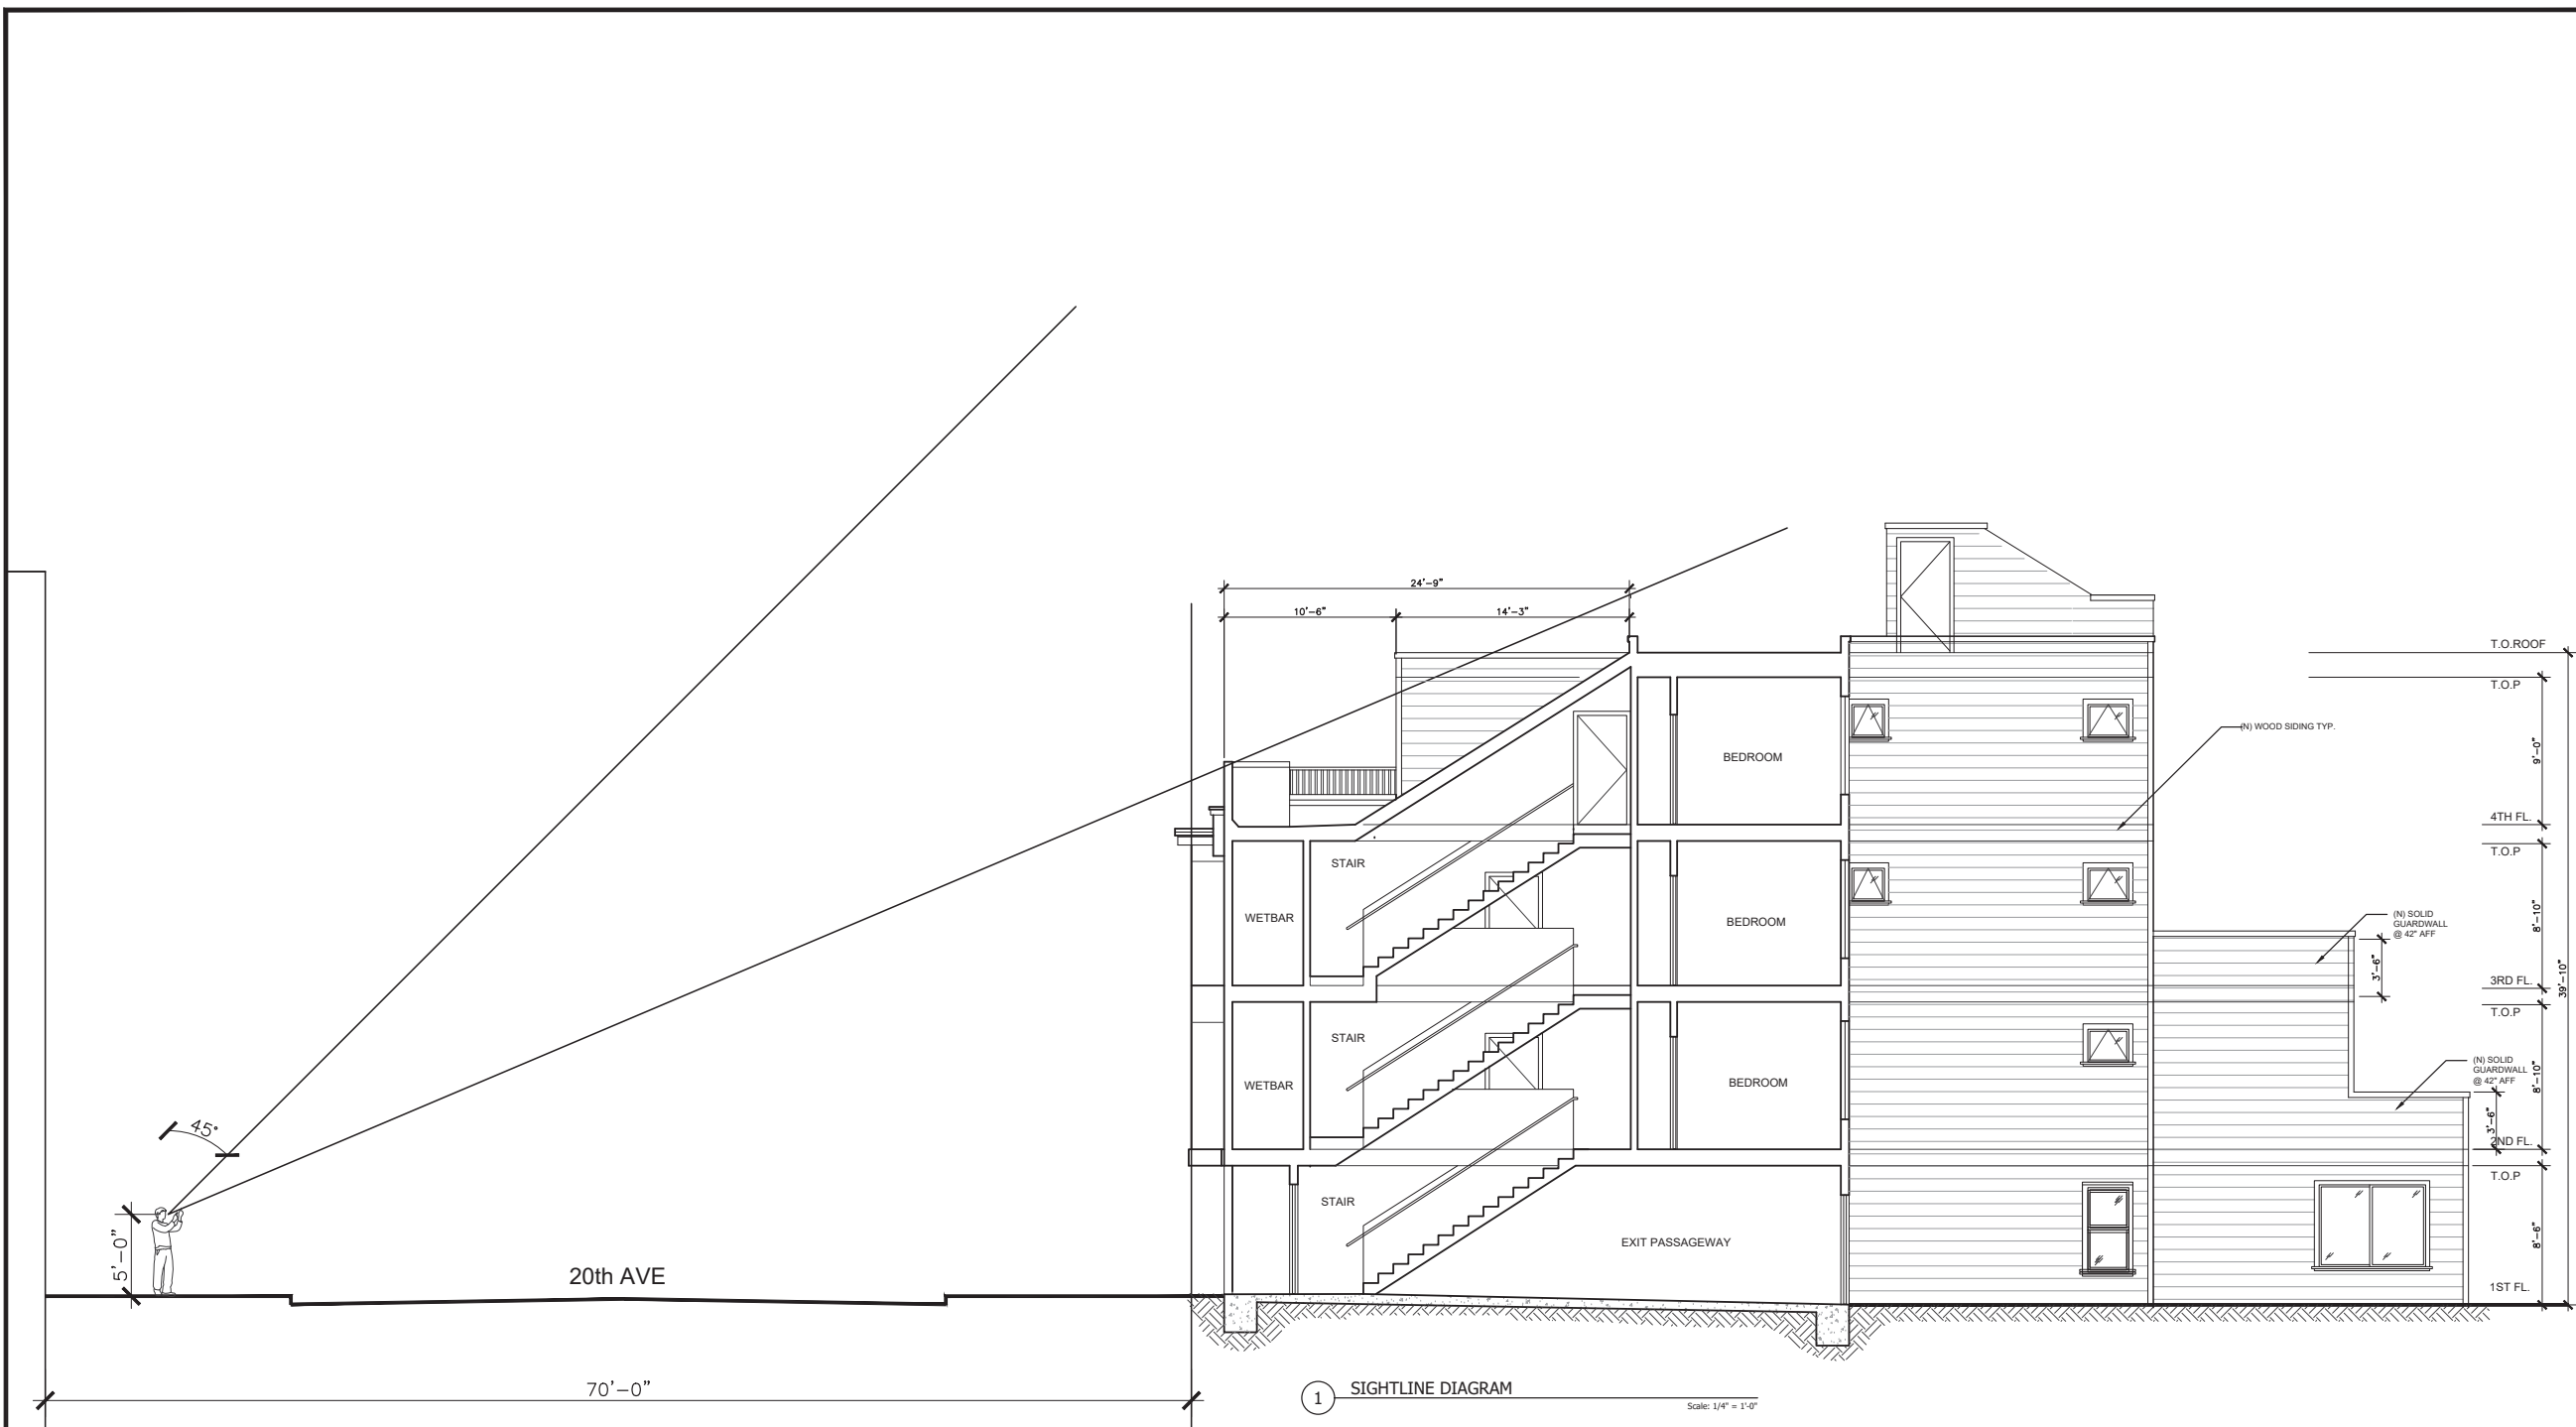 24'-9"
10'-6"
14'-3"
T.O.ROOF
T.O.P
(N) WOOD SIDING TYP.
BEDROOM
9'-0"
4TH FL.
T.O.P
STAIR
WETBAR
BEDROOM
8'-10"
(N) SOLID
GUARDWALL
@ 42" AFF
3'-6"
39'-10"
3RD FL.
T.O.P
STAIR
WETBAR
BEDROOM
8'-10"
(N) SOLID
GUARDWALL
@ 42" AFF
3'-6"
45°
2ND FL.
T.O.P
STAIR
EXIT PASSAGEWAY
8'-6"
5'-0"
20th AVE
1ST FL.
70'-0"
1 SIGHTLINE DIAGRAM
Scale: 1/4" = 1'-0"